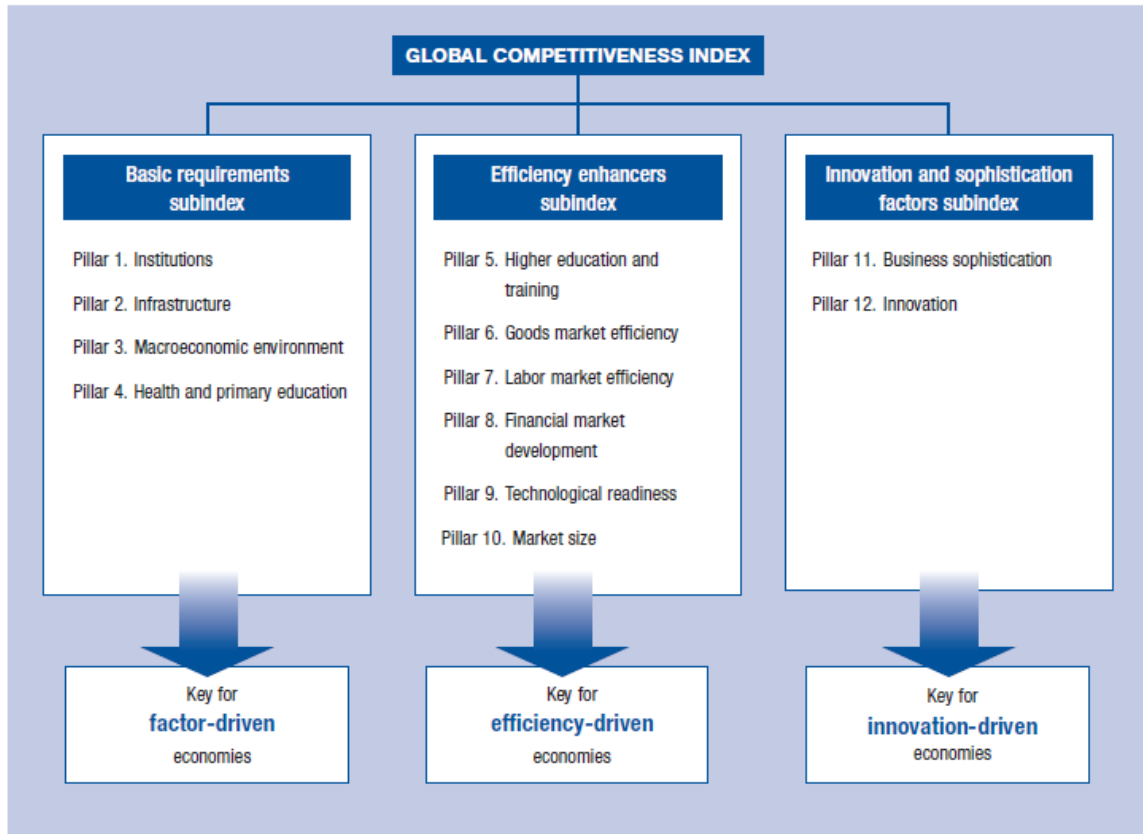 GLOBAL COMPETITIVENESS INDEX
Basic requirements
subindex
Pillar 1. Institutions
Pillar 2. Infrastructure
Pillar 3. Macroeconomic environment
Pillar 4. Health and primary education
Key for
factor-driven
economies
Efficiency enhancers
subindex
Pillar 5. Higher education and
training
Pillar 6. Goods market efficiency
Pillar 7. Labor market efficiency
Pillar 8. Financial market
development
Pillar 9. Technological readiness
Pillar 10. Market size
Key for
efficiency-driven
economies
Innovation and sophistication
factors subindex
Pillar 11. Business sophistication
Pillar 12. Innovation
Key for
innovation-driven
economies